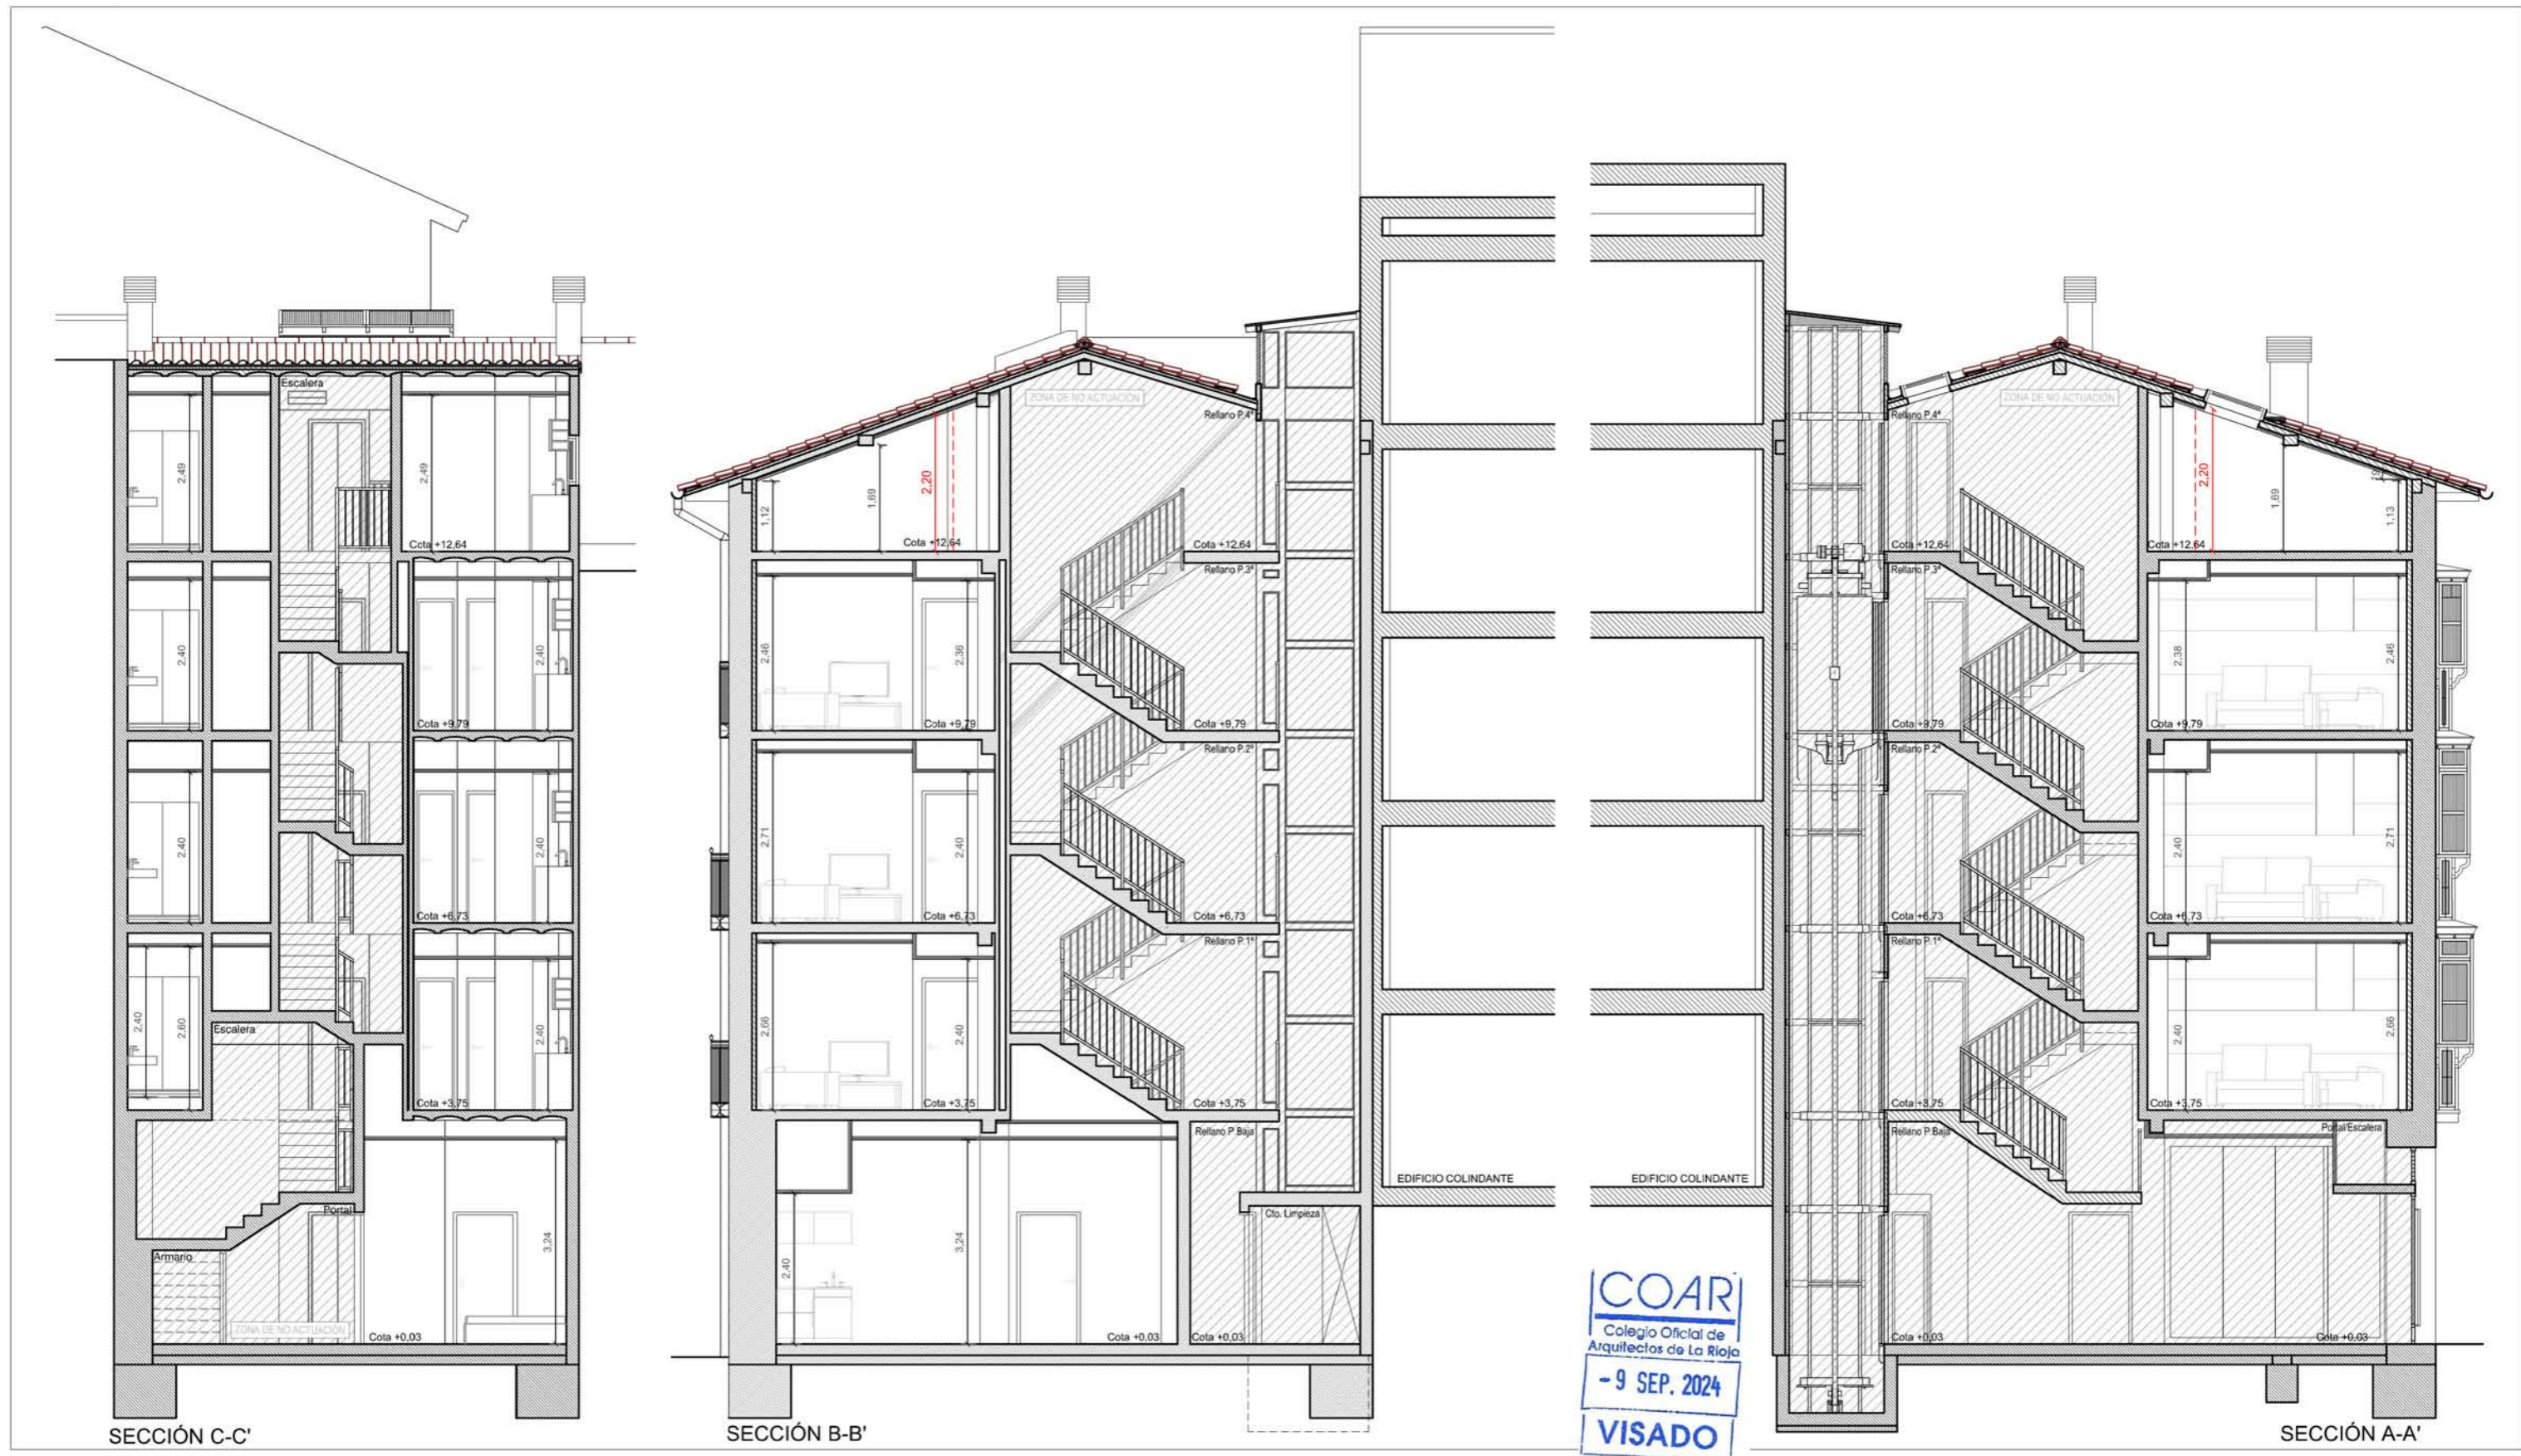 Escalera
2,49
2,49
Cota +12,64
2,40
2,40
Cota +9,79
2,40
2,40
Cota +6,73
2,40
2,60
2,40
Escalera
Cota +3,75
Portal
Armario
3,24
ZONA DE NO ACTUACIÓN
Cota +0,03
SECCIÓN C-C'
ZONA DE NO ACTUACIÓN
Rellano P.4ª
1,12
1,69
2,20
Cota +12,64
Cota +12,64
Rellano P.3ª
2,46
2,36
Cota +9,79
Cota +9,79
Rellano P.2ª
2,71
2,40
Cota +6,73
Cota +6,73
Rellano P.1ª
2,66
2,40
Cota +3,75
Cota +3,75
Rellano P.Baja
Cto. Limpieza
2,40
3,24
Cota +0,03
Cota +0,03
SECCIÓN B-B'
EDIFICIO COLINDANTE
EDIFICIO COLINDANTE
COAR
Colegio Oficial de
Arquitectos de La Rioja
- 9 SEP. 2024
VISADO
ZONA DE NO ACTUACIÓN
Rellano P.4ª
2,20
1,69
1,13
Cota +12,64
Cota +12,64
Rellano P.3ª
2,38
2,46
Cota +9,79
Cota +9,79
Rellano P.2ª
2,40
2,71
Cota +6,73
Cota +6,73
Rellano P.1ª
2,40
2,66
Cota +3,75
Cota +3,75
Rellano P.Baja
Portal/Escalera
Cota +0,03
Cota +0,03
SECCIÓN A-A'